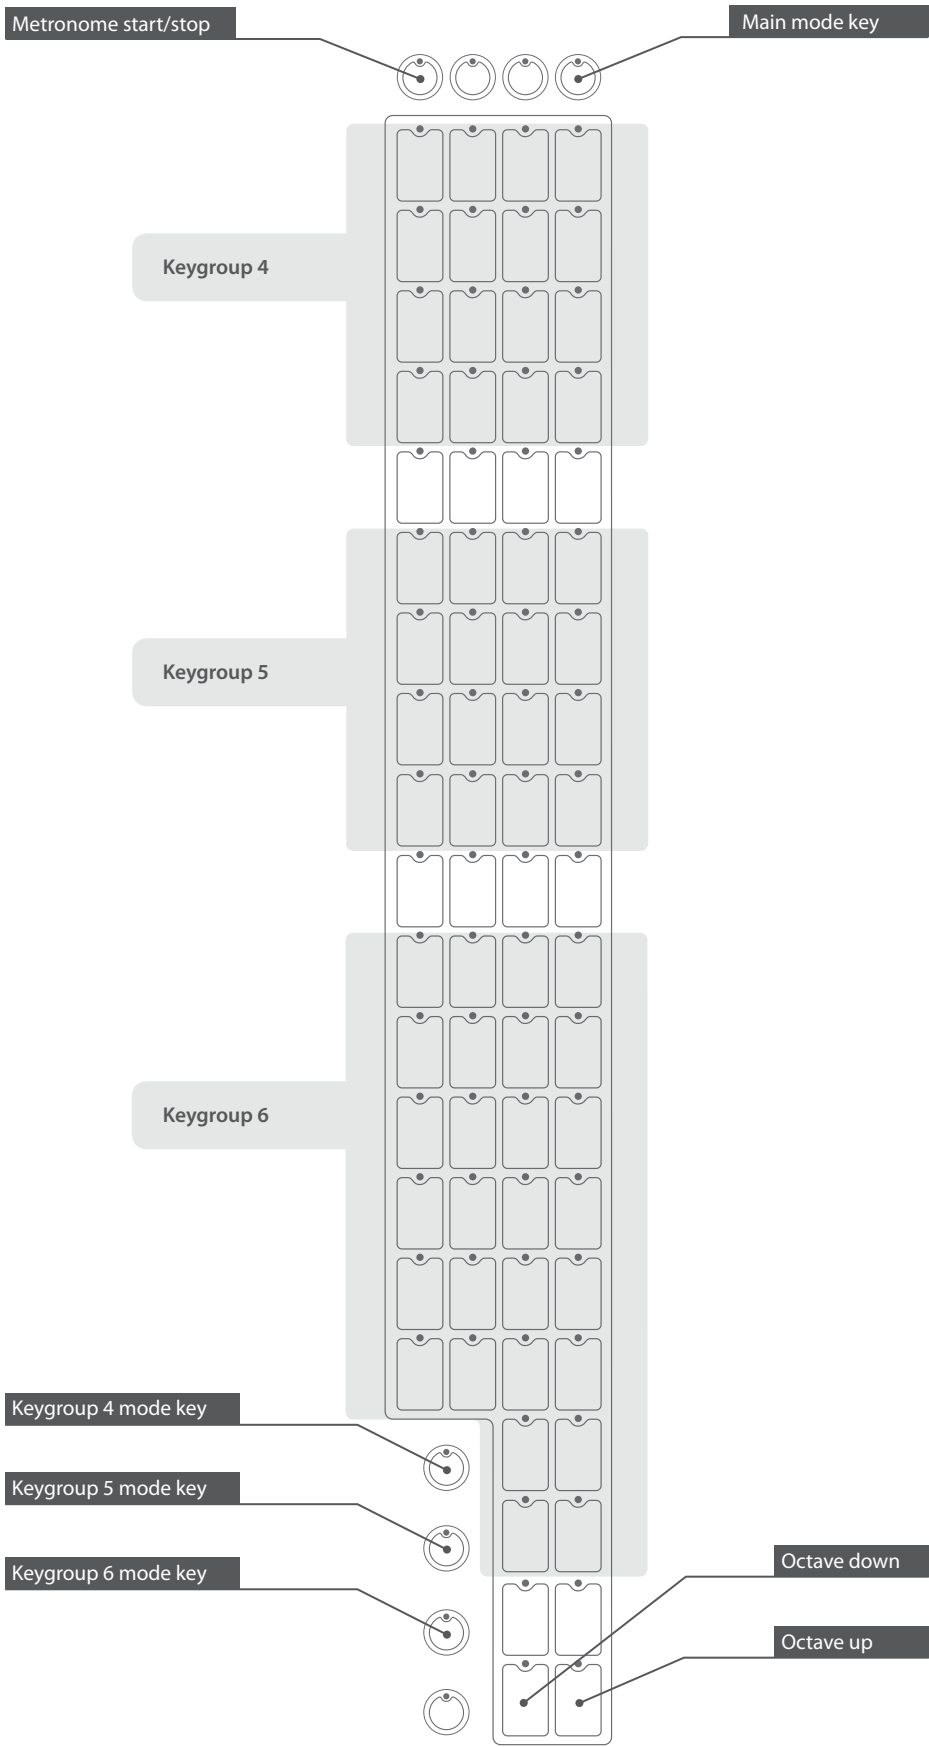 Metronome start/stop
Main mode key
Keygroup 4
Keygroup 5
Keygroup 6
Keygroup 4 mode key
Keygroup 5 mode key
Keygroup 6 mode key
Octave down
Octave up